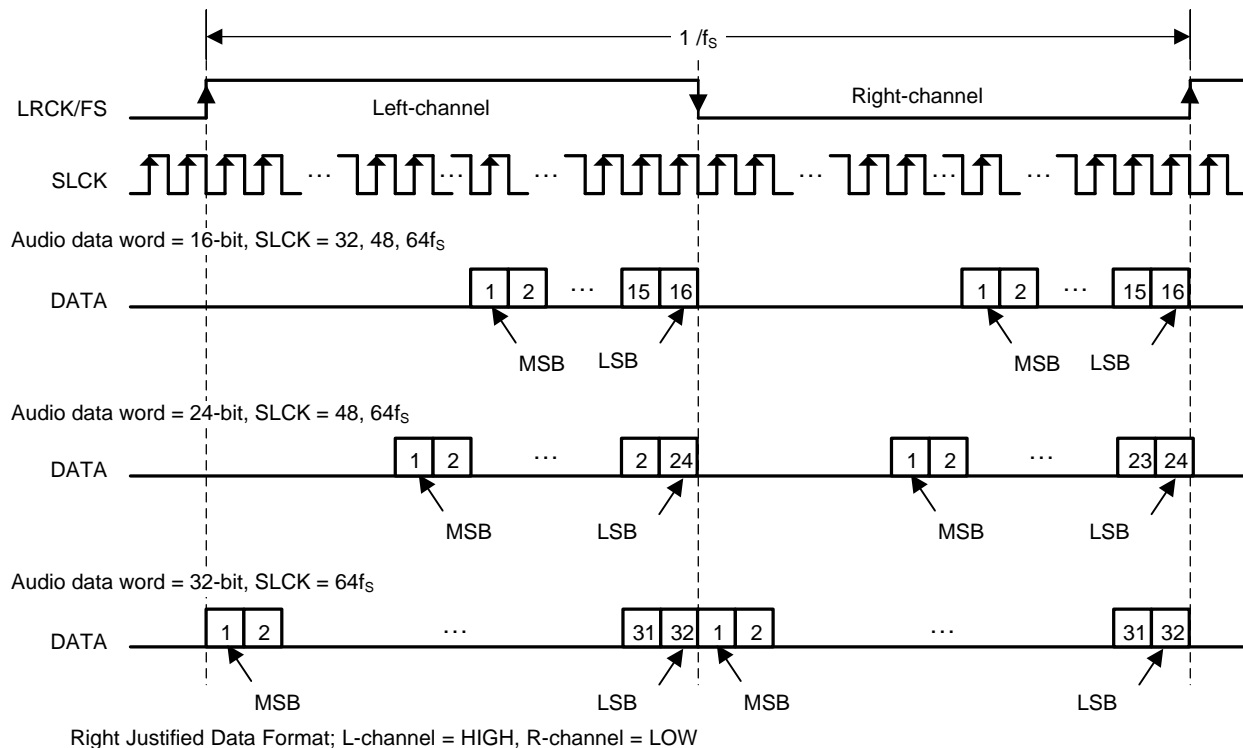 1 /fS
LRCK/FS
Left-channel
Right-channel
SLCK
… … … … … …
Audio data word = 16-bit, SLCK = 32, 48, 64fS
DATA
1 2 … 15 16 1 2 … 15 16
MSB LSB MSB LSB
Audio data word = 24-bit, SLCK = 48, 64fS
DATA
1 2 … 2 24 1 2 … 23 24
MSB LSB MSB LSB
Audio data word = 32-bit, SLCK = 64fS
DATA
1 2 … 31 32 1 2 … 31 32
MSB LSB MSB LSB
Right Justified Data Format; L-channel = HIGH, R-channel = LOW